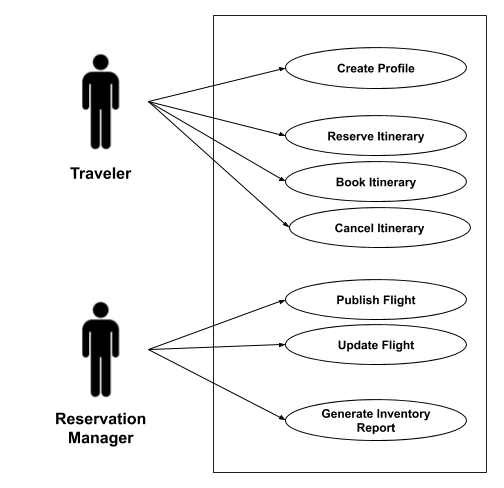 Create Profile
Traveler
Reserve Itinerary
Book Itinerary
Cancel Itinerary
Publish Flight
Update Flight
Reservation
Manager
Generate Inventory
Report